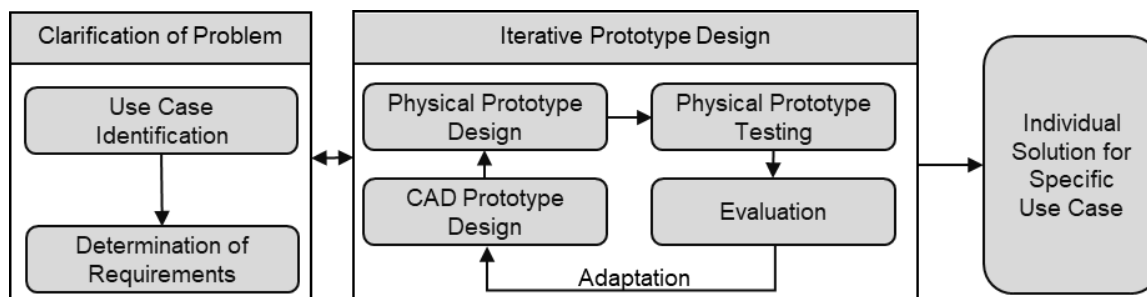 Clarification of Problem
Use Case
Identification
Determination of
Requirements
Iterative Prototype Design
Physical Prototype
Design
Physical Prototype
Testing
CAD Prototype
Design
Evaluation
Adaptation
Individual
Solution for
Specific
Use Case